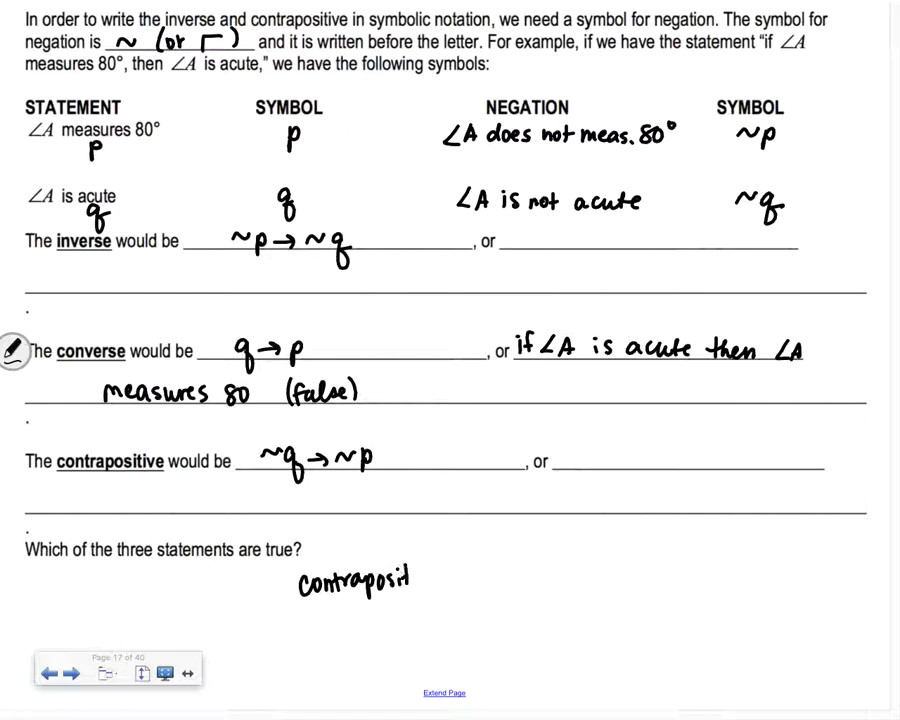 In order to write the inverse and contrapositive in symbolic notation, we need a symbol for negation. The symbol for
negation is ~ (or ┌ ) and it is written before the letter. For example, if we have the statement “if ∠A
measures 80°, then ∠A is acute,” we have the following symbols:
STATEMENT SYMBOL NEGATION SYMBOL
∠A measures 80° p ∠A does not meas. 80° ~p
p
∠A is acute q ∠A is not acute ~q
q
The inverse would be ~p → ~q , or
.
The converse would be q → p , or if ∠A is acute then ∠A
measures 80 (false)
.
The contrapositive would be ~q → ~p , or
.
Which of the three statements are true?
contraposit
Page 17 of 40
Extend Page